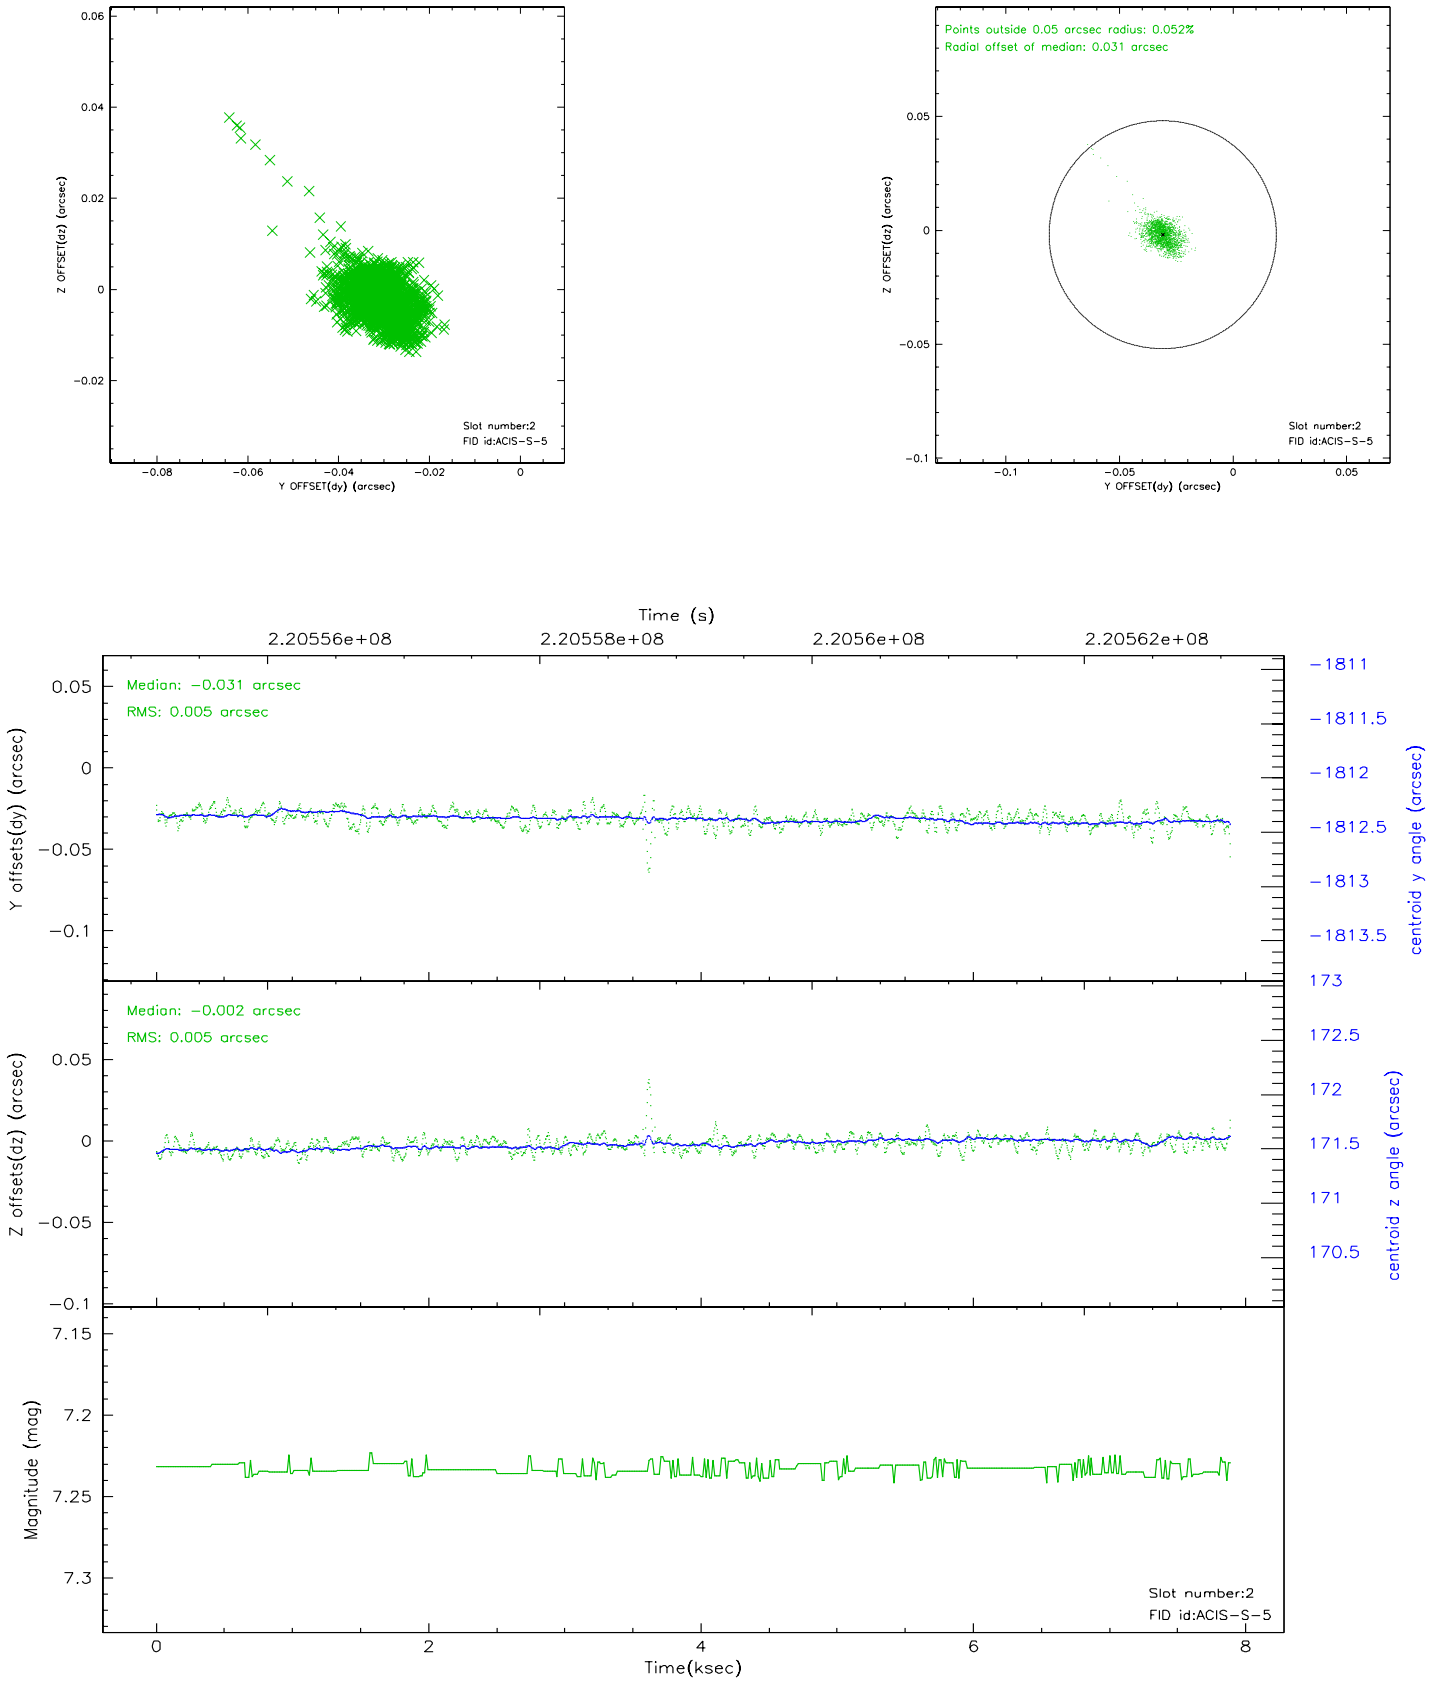 0.06
0.04
0.02
0
−0.02
Z OFFSET(dz) (arcsec)
Slot number:2
FID id:ACIS−S−5
−0.08 −0.06 −0.04 −0.02 0
Y OFFSET(dy) (arcsec)
Points outside 0.05 arcsec radius: 0.052%
Radial offset of median: 0.031 arcsec
0.05
0
−0.05
−0.1
Z OFFSET(dz) (arcsec)
Slot number:2
FID id:ACIS−S−5
−0.1 −0.05 0 0.05
Y OFFSET(dy) (arcsec)
Time (s)
2.20556e+08 2.20558e+08 2.2056e+08 2.20562e+08
Median: −0.031 arcsec
RMS: 0.005 arcsec
0.05
0
−0.05
−0.1
Y offsets(dy) (arcsec)
−1811
−1811.5
−1812
−1812.5
−1813
−1813.5
centroid y angle (arcsec)
Median: −0.002 arcsec
RMS: 0.005 arcsec
0.05
0
−0.05
−0.1
Z offsets(dz) (arcsec)
173
172.5
172
171.5
171
170.5
centroid z angle (arcsec)
7.15
7.2
7.25
7.3
Magnitude (mag)
Slot number:2
FID id:ACIS−S−5
0 2 4 6 8
Time(ksec)